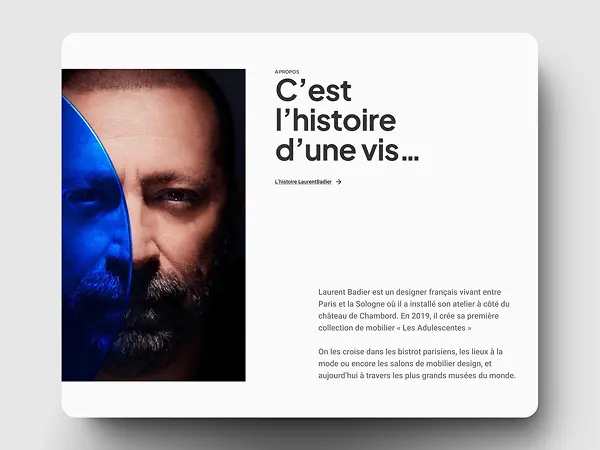 A PROPOS
C’est
l’histoire
d’une vis…
L'histoire LaurentBadier →
Laurent Badier est un designer français vivant entre
Paris et la Sologne où il a installé son atelier à côté du
château de Chambord. En 2019, il crée sa première
collection de mobilier « Les Adulescentes »
On les croise dans les bistrot parisiens, les lieux à la
mode ou encore les salons de mobilier design, et
aujourd'hui à travers les plus grands musées du monde.